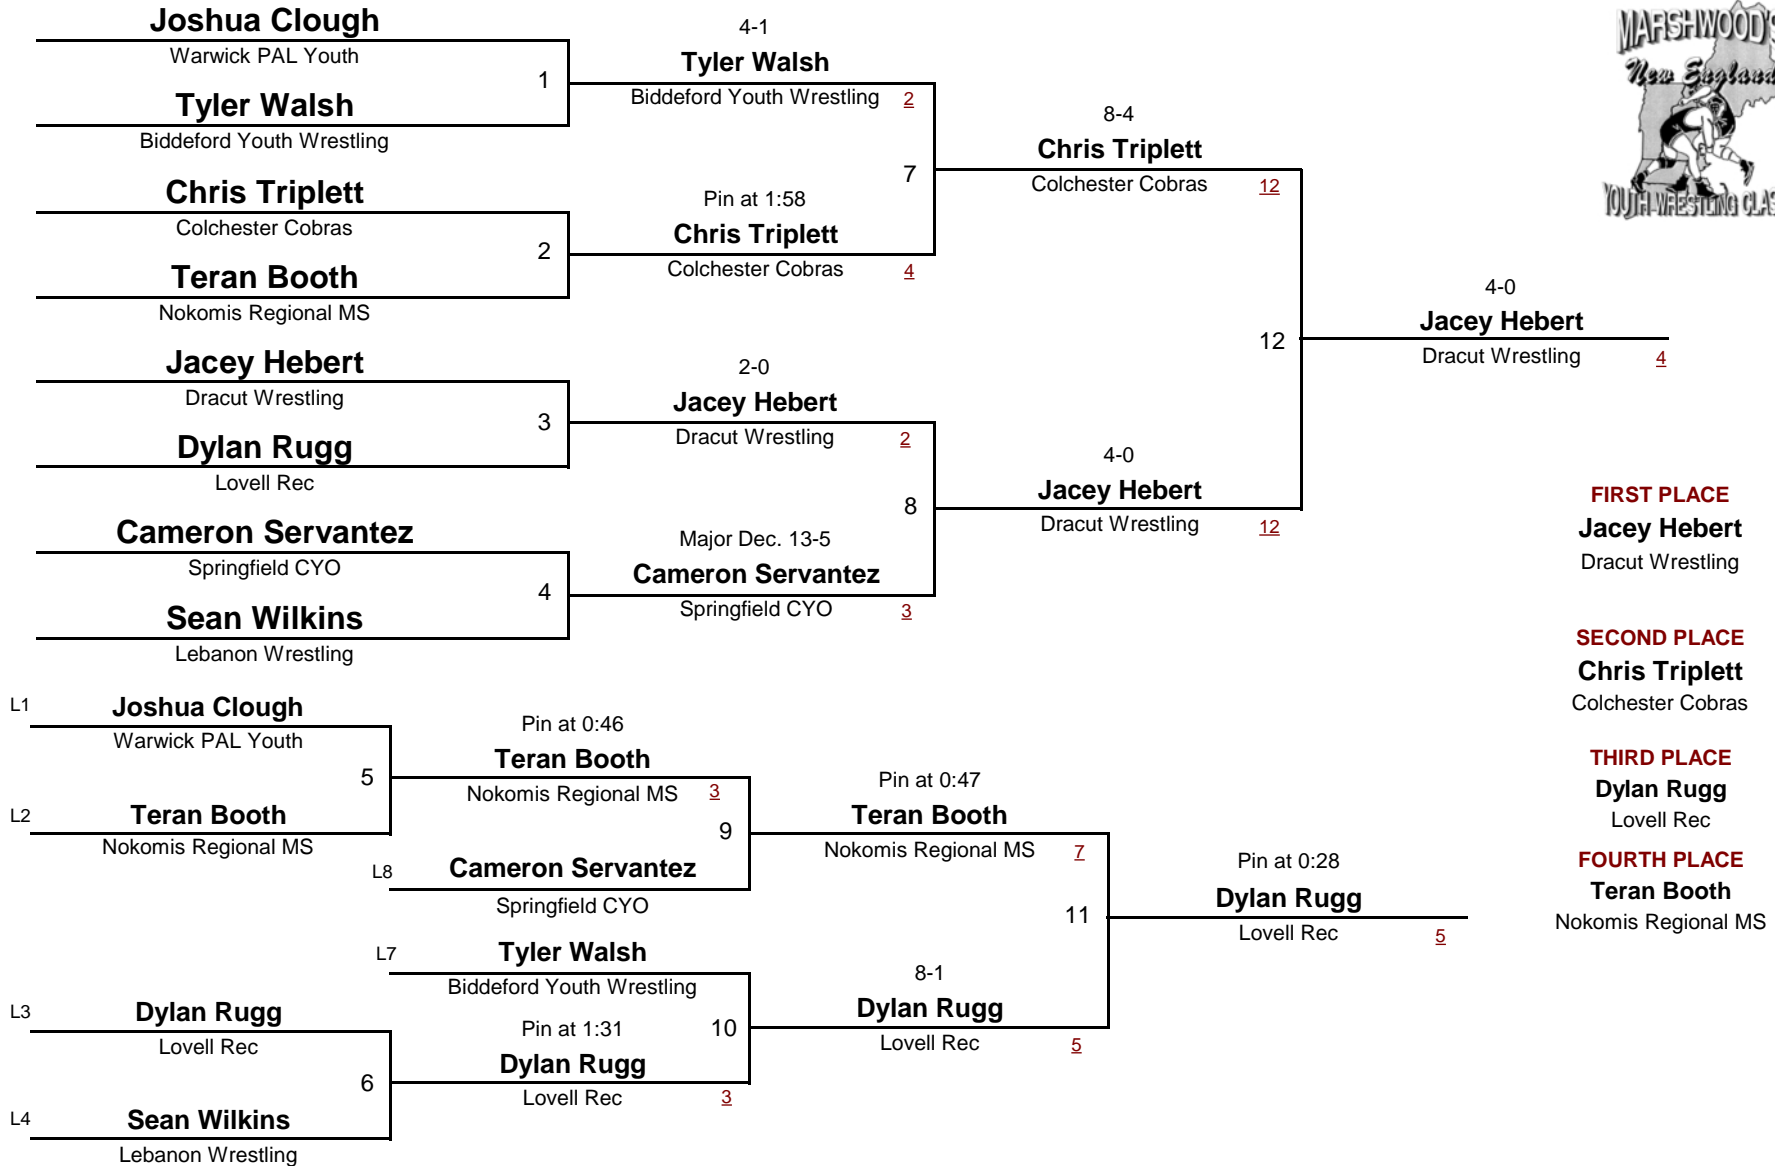 Joshua Clough
Warwick PAL Youth
1
Tyler Walsh
Biddeford Youth Wrestling
Chris Triplett
Colchester Cobras
2
Teran Booth
Nokomis Regional MS
Jacey Hebert
Dracut Wrestling
3
Dylan Rugg
Lovell Rec
Cameron Servantez
Springfield CYO
4
Sean Wilkins
Lebanon Wrestling
4-1
Tyler Walsh
Biddeford Youth Wrestling 2
7
Pin at 1:58
Chris Triplett
Colchester Cobras 4
2-0
Jacey Hebert
Dracut Wrestling 2
8
Major Dec. 13-5
Cameron Servantez
Springfield CYO 3
8-4
Chris Triplett
Colchester Cobras 12
12
4-0
Jacey Hebert
Dracut Wrestling 12
4-0
Jacey Hebert
Dracut Wrestling 4
MARSHWOOD'S
New England
YOUTH WRESTLING CLAS
FIRST PLACE
Jacey Hebert
Dracut Wrestling
SECOND PLACE
Chris Triplett
Colchester Cobras
THIRD PLACE
Dylan Rugg
Lovell Rec
FOURTH PLACE
Teran Booth
Nokomis Regional MS
L1 Joshua Clough
Warwick PAL Youth
5
L2 Teran Booth
Nokomis Regional MS
Pin at 0:46
Teran Booth
Nokomis Regional MS 3
9
L8 Cameron Servantez
Springfield CYO
L7 Tyler Walsh
Biddeford Youth Wrestling
10
Pin at 1:31
Dylan Rugg
Lovell Rec 3
L3 Dylan Rugg
Lovell Rec
6
L4 Sean Wilkins
Lebanon Wrestling
Pin at 0:47
Teran Booth
Nokomis Regional MS 7
11
8-1
Dylan Rugg
Lovell Rec 5
Pin at 0:28
Dylan Rugg
Lovell Rec 5